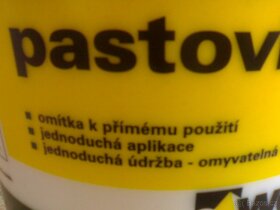 pastov
▪ omítka k přímému použití
▪ jednoduchá aplikace
▪ jednoduchá údržba - omyvatelná